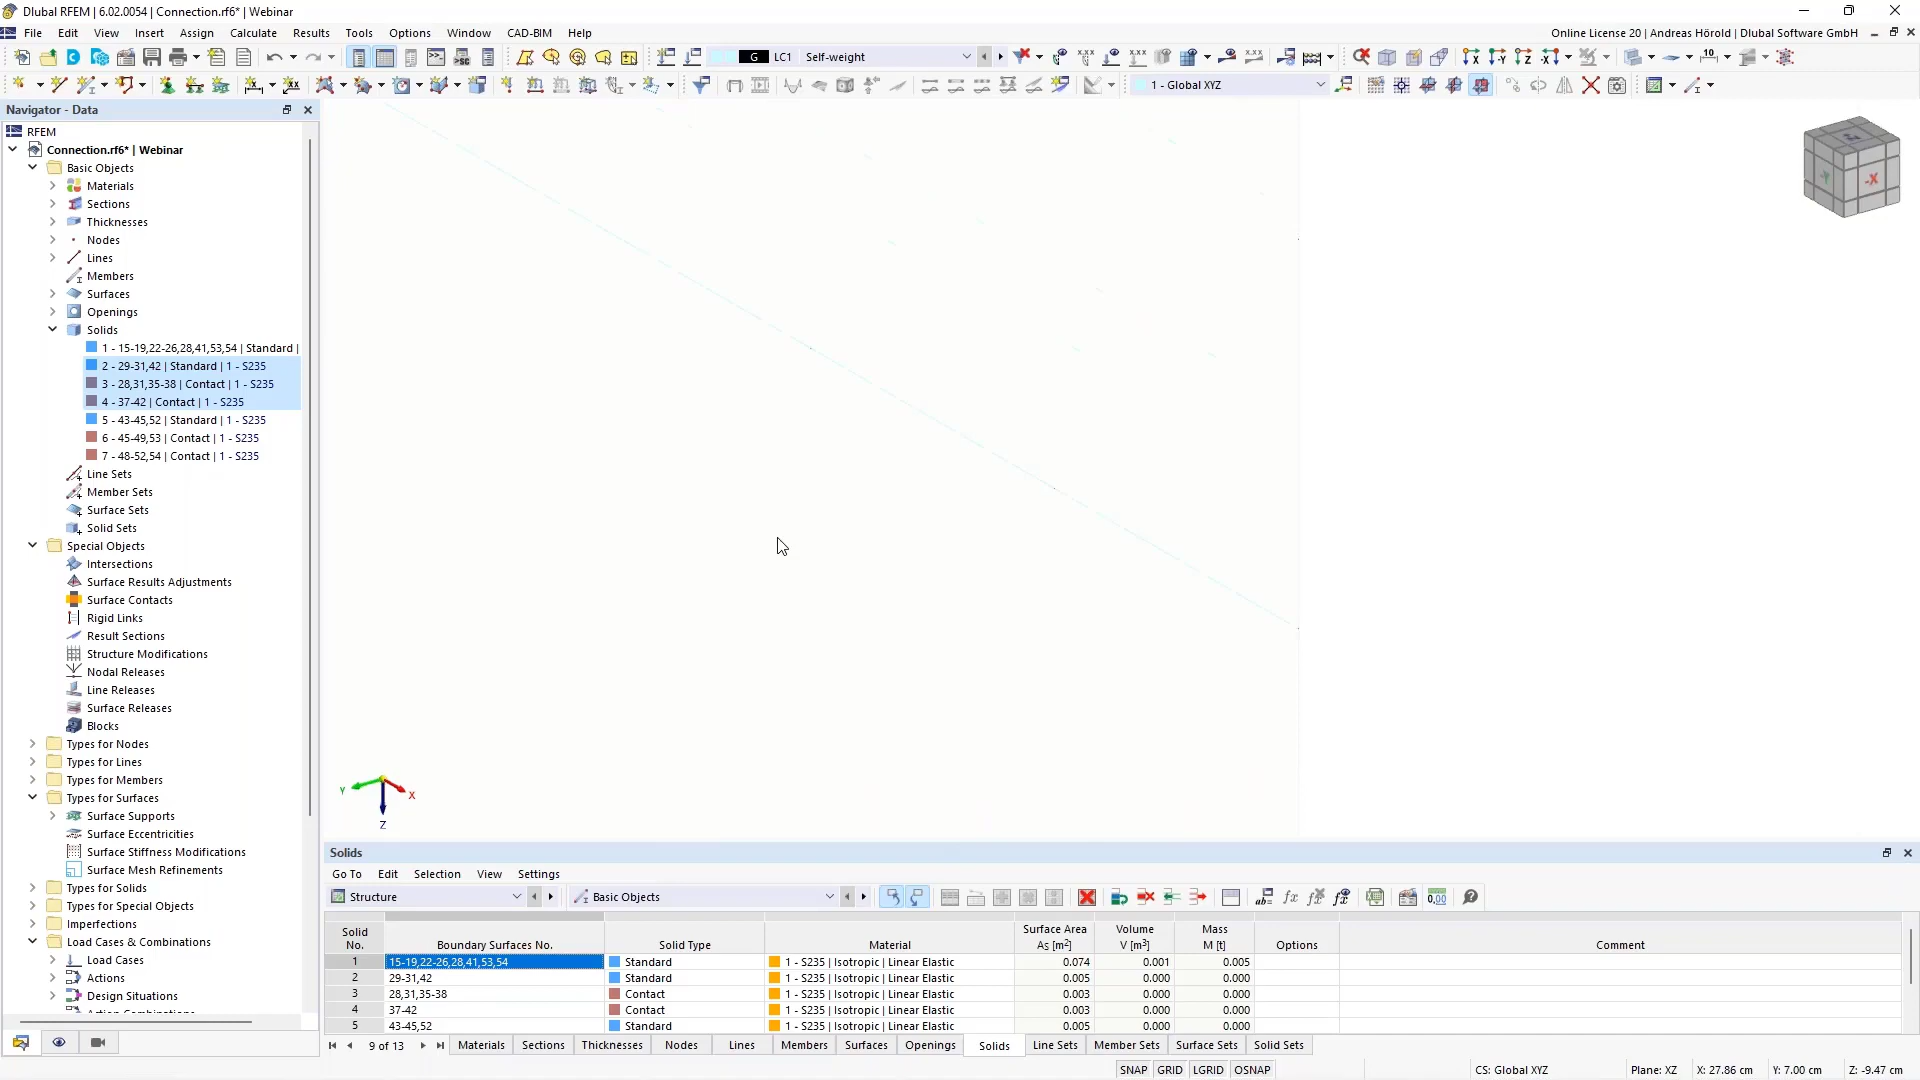 Dlubal RFEM | 6.02.0054 | Connection.rf6* | Webinar
File Edit View Insert Assign Calculate Results Tools Options Window CAD-BIM Help
Online License 20 | Andreas Hörold | Dlubal Software GmbH
G LC1 Self-weight
1 - Global XYZ
Navigator - Data
RFEM
Connection.rf6* | Webinar
Basic Objects
Materials
Sections
Thicknesses
Nodes
Lines
Members
Surfaces
Openings
Solids
1 - 15-19,22-26,28,41,53,54 | Standard |
2 - 29-31,42 | Standard | 1 - S235
3 - 28,31,35-38 | Contact | 1 - S235
4 - 37-42 | Contact | 1 - S235
5 - 43-45,52 | Standard | 1 - S235
6 - 45-49,53 | Contact | 1 - S235
7 - 48-52,54 | Contact | 1 - S235
Line Sets
Member Sets
Surface Sets
Solid Sets
Special Objects
Intersections
Surface Results Adjustments
Surface Contacts
Rigid Links
Result Sections
Structure Modifications
Nodal Releases
Line Releases
Surface Releases
Blocks
Types for Nodes
Types for Lines
Types for Members
Types for Surfaces
Surface Supports
Surface Eccentricities
Surface Stiffness Modifications
Surface Mesh Refinements
Types for Solids
Types for Special Objects
Imperfections
Load Cases & Combinations
Load Cases
Actions
Design Situations
-Y -X
Y X
Z
Solids
Go To Edit Selection View Settings
Structure Basic Objects
Solid No. Boundary Surfaces No. Solid Type Material Surface Area As [m²] Volume V [m³] Mass M [t] Options Comment
1 15-19,22-26,28,41,53,54 Standard 1 - S235 | Isotropic | Linear Elastic 0.074 0.001 0.005
2 29-31,42 Standard 1 - S235 | Isotropic | Linear Elastic 0.005 0.000 0.000
3 28,31,35-38 Contact 1 - S235 | Isotropic | Linear Elastic 0.003 0.000 0.000
4 37-42 Contact 1 - S235 | Isotropic | Linear Elastic 0.003 0.000 0.000
5 43-45,52 Standard 1 - S235 | Isotropic | Linear Elastic 0.005 0.000 0.000
9 of 13 Materials Sections Thicknesses Nodes Lines Members Surfaces Openings Solids Line Sets Member Sets Surface Sets Solid Sets
SNAP GRID LGRID OSNAP CS: Global XYZ Plane: XZ X: 27.86 cm Y: 7.00 cm Z: -9.47 cm